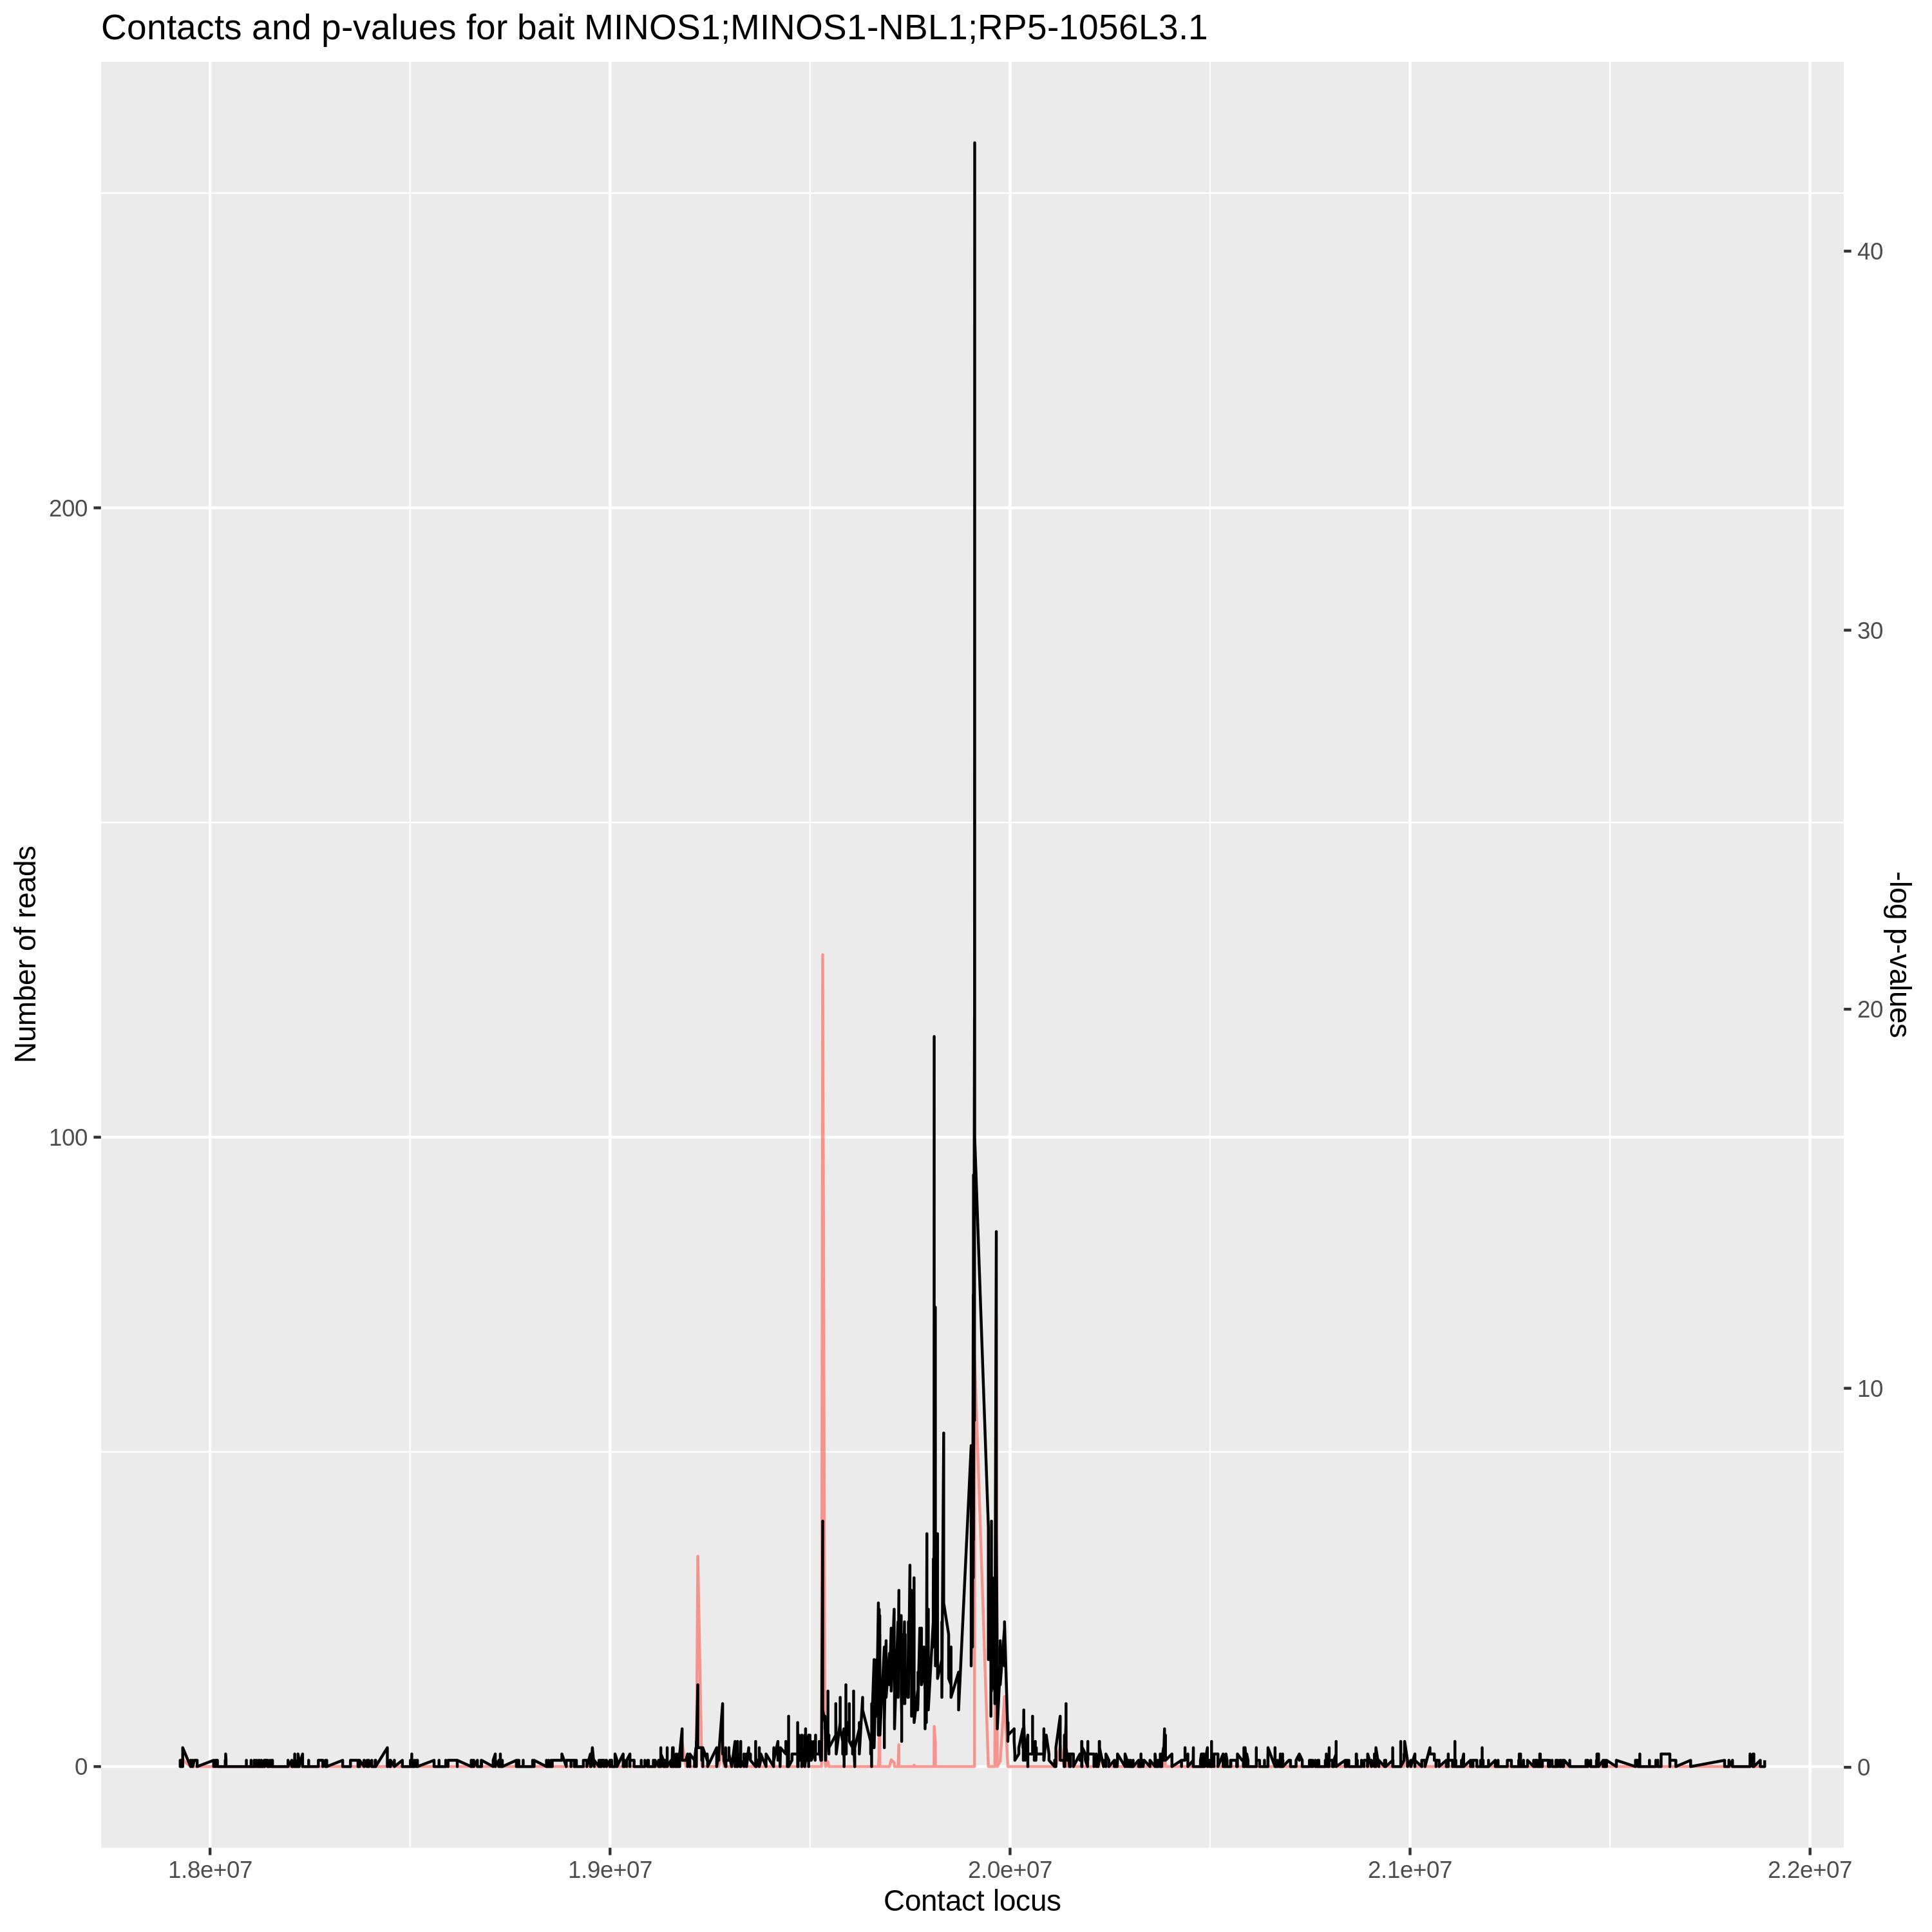 Contacts and p-values for bait MINOS1;MINOS1-NBL1;RP5-1056L3.1
Number of reads
200
100
0
40
30
20
10
0
-log p-values
1.8e+07
1.9e+07
2.0e+07
2.1e+07
2.2e+07
Contact locus